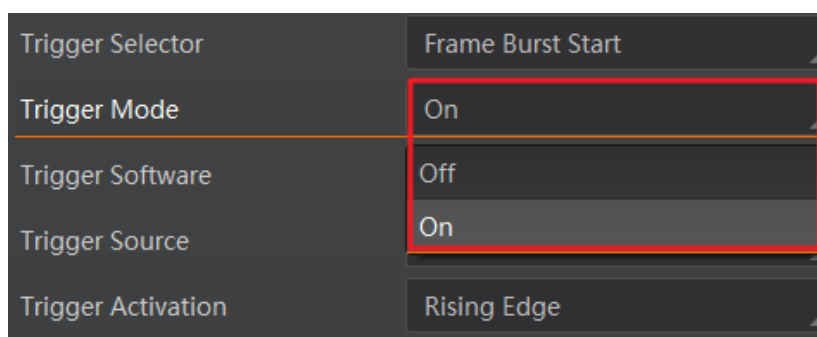 Trigger Selector Frame Burst Start
Trigger Mode On
Trigger Software Off
Trigger Source On
Trigger Activation Rising Edge